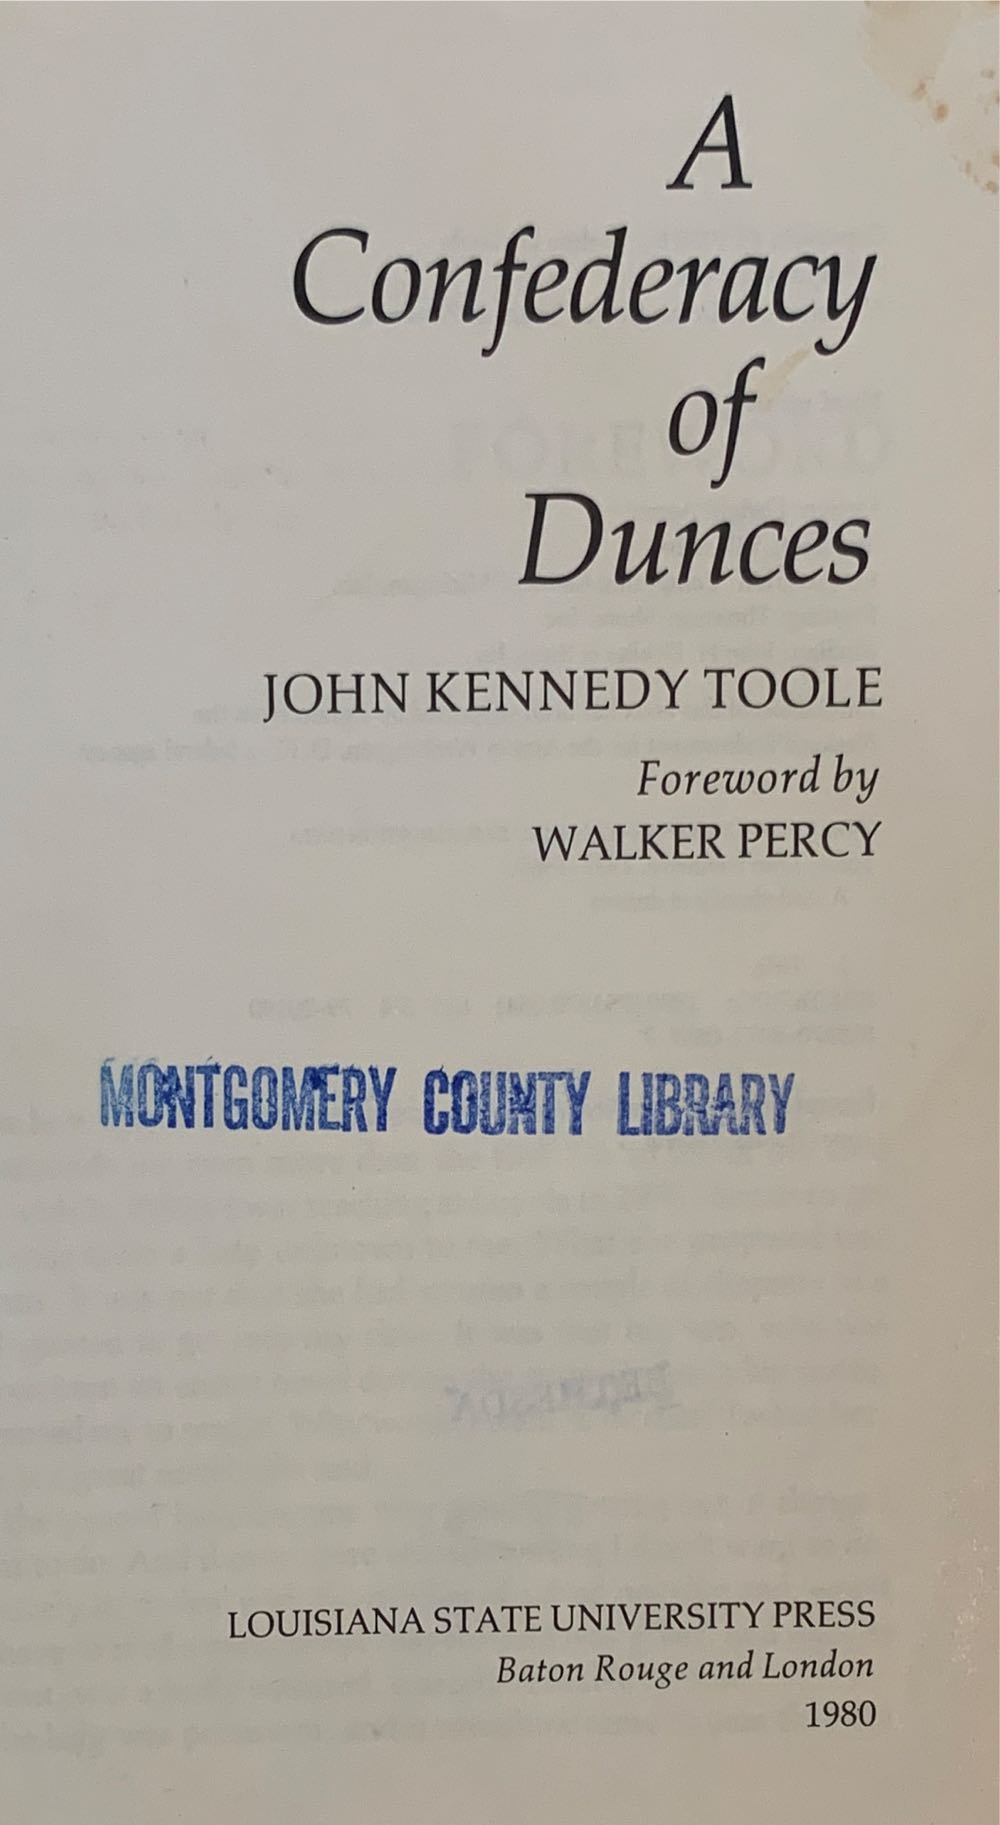 A
Confederacy
of
Dunces
JOHN KENNEDY TOOLE
Foreword by
WALKER PERCY
MONTGOMERY COUNTY LIBRARY
BETHESDA
LOUISIANA STATE UNIVERSITY PRESS
Baton Rouge and London
1980